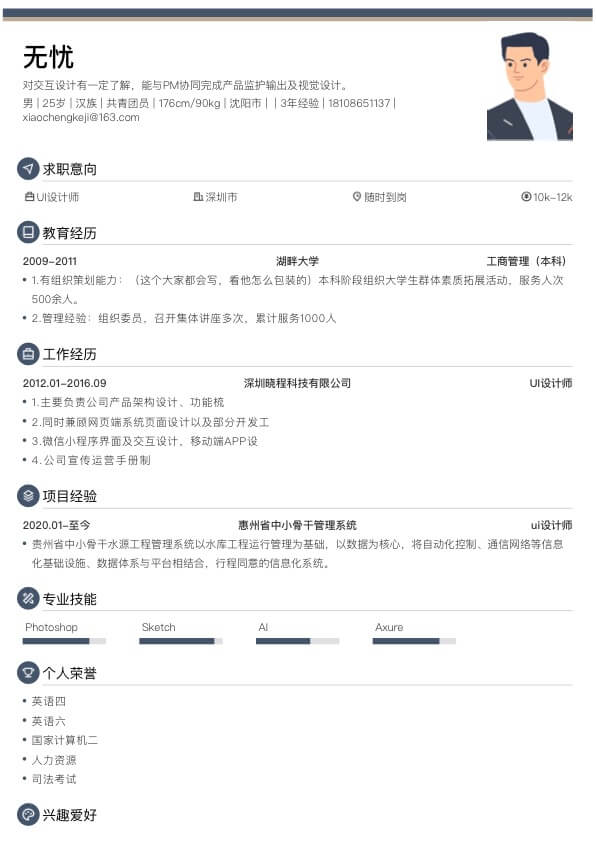 无忧
对交互设计有一定了解，能与PM协同完成产品监护输出及视觉设计。
男 | 25岁 | 汉族 | 共青团员 | 176cm/90kg | 沈阳市 | | 3年经验 | 18108651137 |
xiaochengkeji@163.com
求职意向
UI设计师 深圳市 随时到岗 10k-12k
教育经历
2009-2011 湖畔大学 工商管理（本科）
1.有组织策划能力：（这个大家都会写，看他怎么包装的）本科阶段组织大学生群体素质拓展活动，服务人次
500余人。
2.管理经验：组织委员，召开集体讲座多次，累计服务1000人
工作经历
2012.01-2016.09 深圳晓程科技有限公司 UI设计师
1.主要负责公司产品架构设计、功能梳
2.同时兼顾网页端系统页面设计以及部分开发工
3.微信小程序界面及交互设计，移动端APP设
4.公司宣传运营手册制
项目经验
2020.01-至今 惠州省中小骨干管理系统 ui设计师
贵州省中小骨干水源工程管理系统以水库工程运行管理为基础，以数据为核心，将自动化控制、通信网络等信息
化基础设施、数据体系与平台相结合，行程同意的信息化系统。
专业技能
Photoshop Sketch AI Axure
个人荣誉
英语四
英语六
国家计算机二
人力资源
司法考试
兴趣爱好